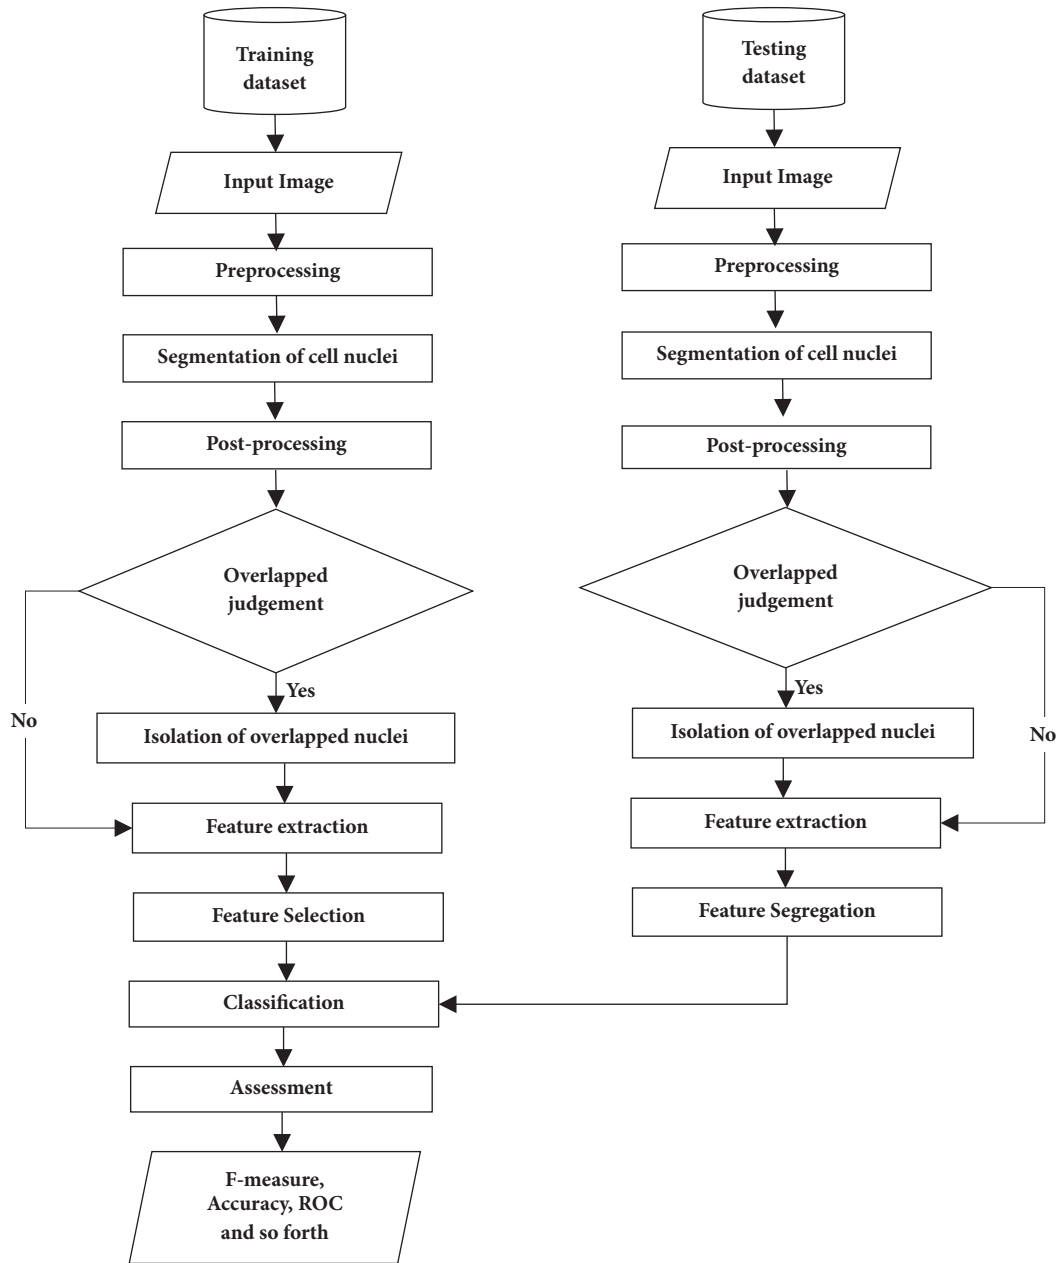 Training
dataset
Input Image
Preprocessing
Segmentation of cell nuclei
Post-processing
Overlapped
judgement
Yes
No
Isolation of overlapped nuclei
Feature extraction
Feature Selection
Classification
Assessment
F-measure,
Accuracy, ROC
and so forth
Testing
dataset
Input Image
Preprocessing
Segmentation of cell nuclei
Post-processing
Overlapped
judgement
Yes
No
Isolation of overlapped nuclei
Feature extraction
Feature Segregation